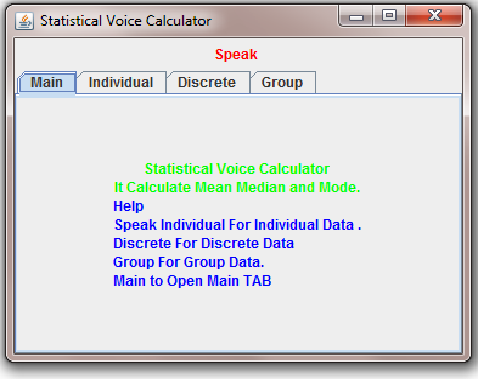 Statistical Voice Calculator
Speak
Main Individual Discrete Group
Statistical Voice Calculator
It Calculate Mean Median and Mode.
Help
Speak Individual For Individual Data .
Discrete For Discrete Data
Group For Group Data.
Main to Open Main TAB